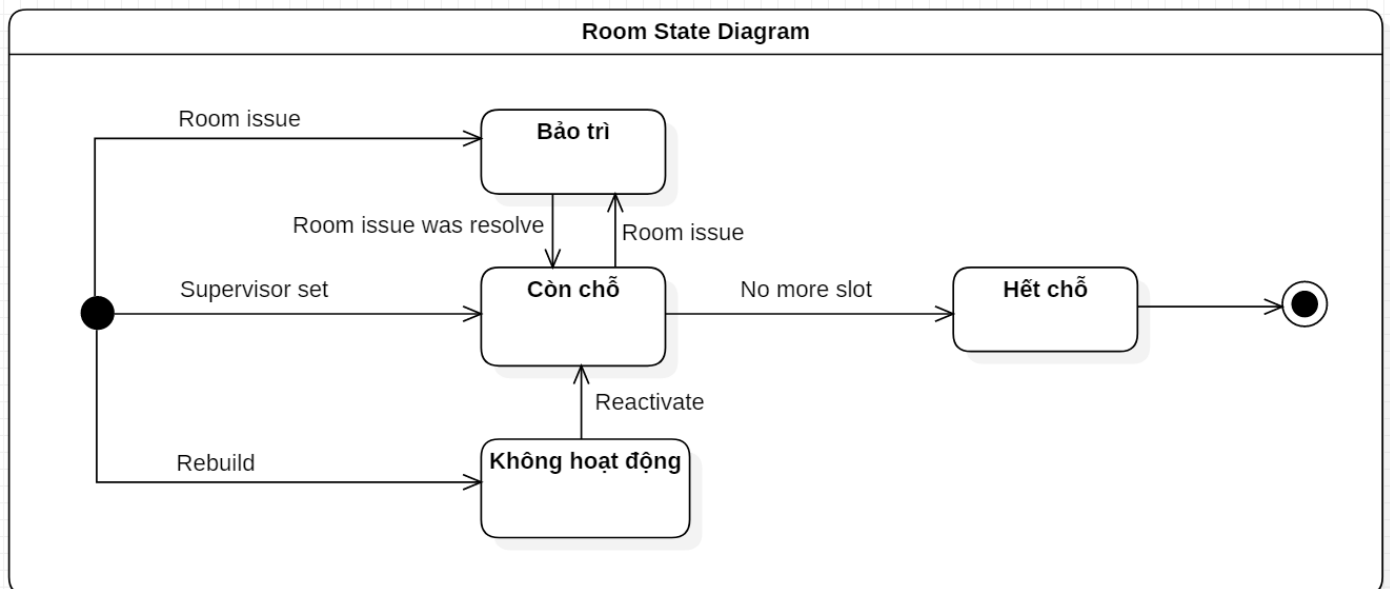 Room State Diagram
Room issue
Bảo trì
Room issue was resolve
Room issue
Supervisor set
Còn chỗ
No more slot
Hết chỗ
Reactivate
Rebuild
Không hoạt động